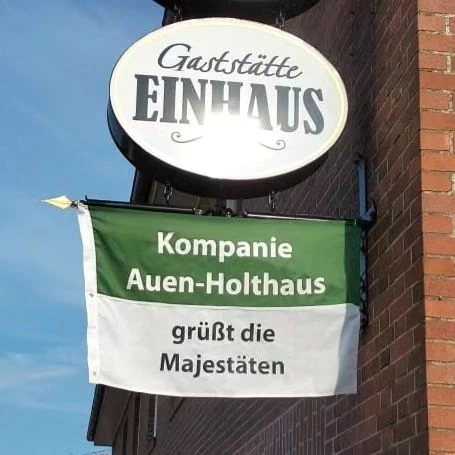 Gaststätte
EINHAUS
Kompanie
Auen-Holthaus
grüßt die
Majestäten